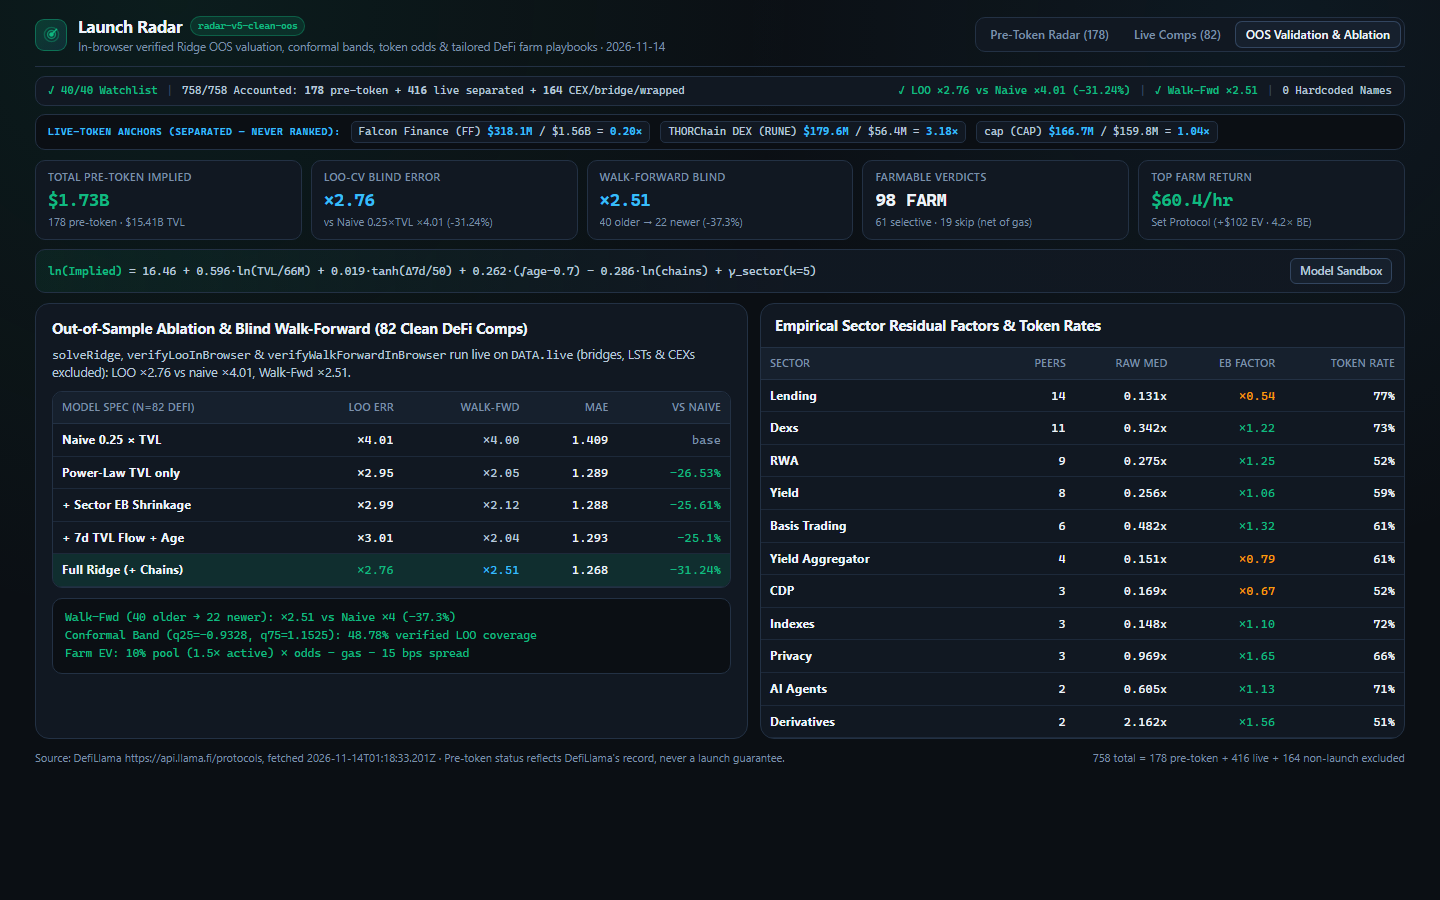 Launch Radar radar-v5-clean-oos
In-browser verified Ridge OOS valuation, conformal bands, token odds & tailored DeFi farm playbooks · 2026-11-14
Pre-Token Radar (178) Live Comps (82) OOS Validation & Ablation
✓ 40/40 Watchlist | 758/758 Accounted: 178 pre-token + 416 live separated + 164 CEX/bridge/wrapped
✓ LOO ×2.76 vs Naive ×4.01 (−31.24%) | ✓ Walk-Fwd ×2.51 | 0 Hardcoded Names
LIVE-TOKEN ANCHORS (SEPARATED — NEVER RANKED): Falcon Finance (FF) $318.1M / $1.56B = 0.20× THORChain DEX (RUNE) $179.6M / $56.4M = 3.18× cap (CAP) $166.7M / $159.8M = 1.04×
TOTAL PRE-TOKEN IMPLIED
$1.73B
178 pre-token · $15.41B TVL
LOO-CV BLIND ERROR
×2.76
vs Naive 0.25×TVL ×4.01 (-31.24%)
WALK-FORWARD BLIND
×2.51
40 older → 22 newer (-37.3%)
FARMABLE VERDICTS
98 FARM
61 selective · 19 skip (net of gas)
TOP FARM RETURN
$60.4/hr
Set Protocol (+$102 EV · 4.2× BE)
ln(Implied) = 16.46 + 0.596·ln(TVL/66M) + 0.019·tanh(Δ7d/50) + 0.262·(√age−0.7) − 0.286·ln(chains) + γ_sector(k=5)
Model Sandbox
Out-of-Sample Ablation & Blind Walk-Forward (82 Clean DeFi Comps)
solveRidge, verifyLooInBrowser & verifyWalkForwardInBrowser run live on DATA.live (bridges, LSTs & CEXs
excluded): LOO ×2.76 vs naive ×4.01, Walk-Fwd ×2.51.
MODEL SPEC (N=82 DEFI) LOO ERR WALK-FWD MAE VS NAIVE
Naive 0.25 × TVL ×4.01 ×4.00 1.409 base
Power-Law TVL only ×2.95 ×2.05 1.289 −26.53%
+ Sector EB Shrinkage ×2.99 ×2.12 1.288 −25.61%
+ 7d TVL Flow + Age ×3.01 ×2.04 1.293 −25.1%
Full Ridge (+ Chains) ×2.76 ×2.51 1.268 −31.24%
Walk-Fwd (40 older → 22 newer): ×2.51 vs Naive ×4 (−37.3%)
Conformal Band (q25=−0.9328, q75=1.1525): 48.78% verified LOO coverage
Farm EV: 10% pool (1.5× active) × odds − gas − 15 bps spread
Empirical Sector Residual Factors & Token Rates
SECTOR PEERS RAW MED EB FACTOR TOKEN RATE
Lending 14 0.131x ×0.54 77%
Dexs 11 0.342x ×1.22 73%
RWA 9 0.275x ×1.25 52%
Yield 8 0.256x ×1.06 59%
Basis Trading 6 0.482x ×1.32 61%
Yield Aggregator 4 0.151x ×0.79 61%
CDP 3 0.169x ×0.67 52%
Indexes 3 0.148x ×1.10 72%
Privacy 3 0.969x ×1.65 66%
AI Agents 2 0.605x ×1.13 71%
Derivatives 2 2.162x ×1.56 51%
Source: DefiLlama https://api.llama.fi/protocols, fetched 2026-11-14T01:18:33.201Z · Pre-token status reflects DefiLlama's record, never a launch guarantee.
758 total = 178 pre-token + 416 live + 164 non-launch excluded